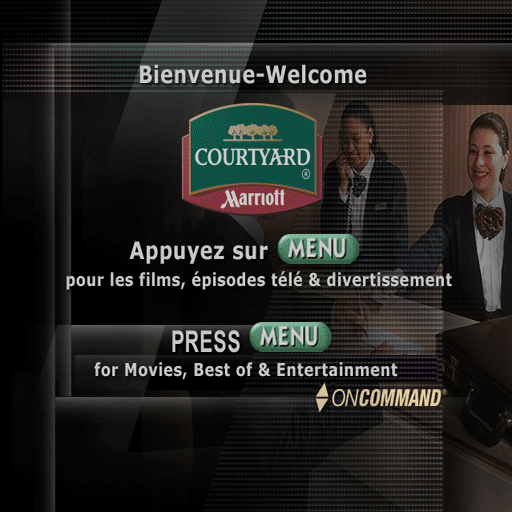 Bienvenue-Welcome
COURTYARD®
Marriott
Appuyez sur MENU
pour les films, épisodes télé & divertissement
PRESS MENU
for Movies, Best of & Entertainment
ONCOMMAND®